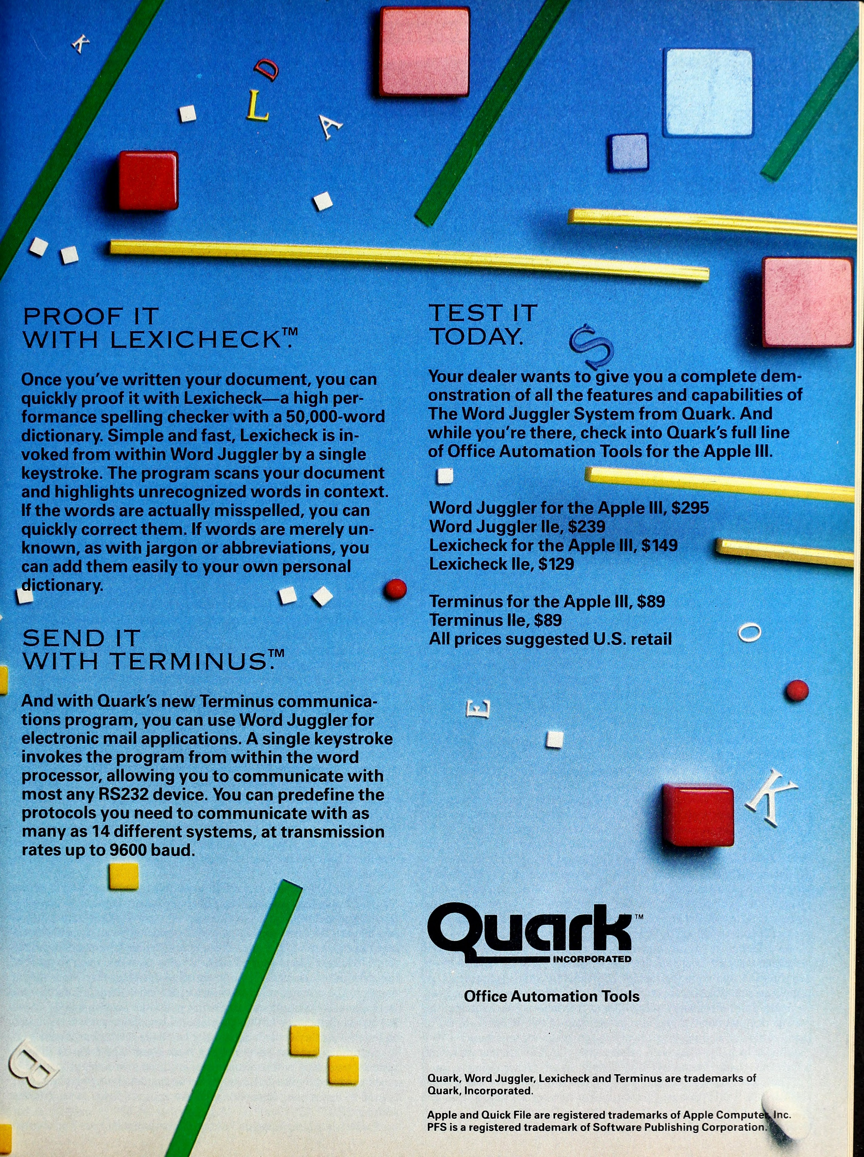 K
D
L
A
PROOF IT
WITH LEXICHECK.™
Once you've written your document, you can
quickly proof it with Lexicheck—a high per-
formance spelling checker with a 50,000-word
dictionary. Simple and fast, Lexicheck is in-
voked from within Word Juggler by a single
keystroke. The program scans your document
and highlights unrecognized words in context.
If the words are actually misspelled, you can
quickly correct them. If words are merely un-
known, as with jargon or abbreviations, you
can add them easily to your own personal
dictionary.
SEND IT
WITH TERMINUS.™
And with Quark's new Terminus communica-
tions program, you can use Word Juggler for
electronic mail applications. A single keystroke
invokes the program from within the word
processor, allowing you to communicate with
most any RS232 device. You can predefine the
protocols you need to communicate with as
many as 14 different systems, at transmission
rates up to 9600 baud.
B
TEST IT
TODAY.
S
Your dealer wants to give you a complete dem-
onstration of all the features and capabilities of
The Word Juggler System from Quark. And
while you're there, check into Quark's full line
of Office Automation Tools for the Apple III.
Word Juggler for the Apple III, $295
Word Juggler IIe, $239
Lexicheck for the Apple III, $149
Lexicheck IIe, $129
Terminus for the Apple III, $89
Terminus IIe, $89
All prices suggested U.S. retail
O
E
K
Quark™
INCORPORATED
Office Automation Tools
Quark, Word Juggler, Lexicheck and Terminus are trademarks of
Quark, Incorporated.
Apple and Quick File are registered trademarks of Apple Computer, Inc.
PFS is a registered trademark of Software Publishing Corporation.